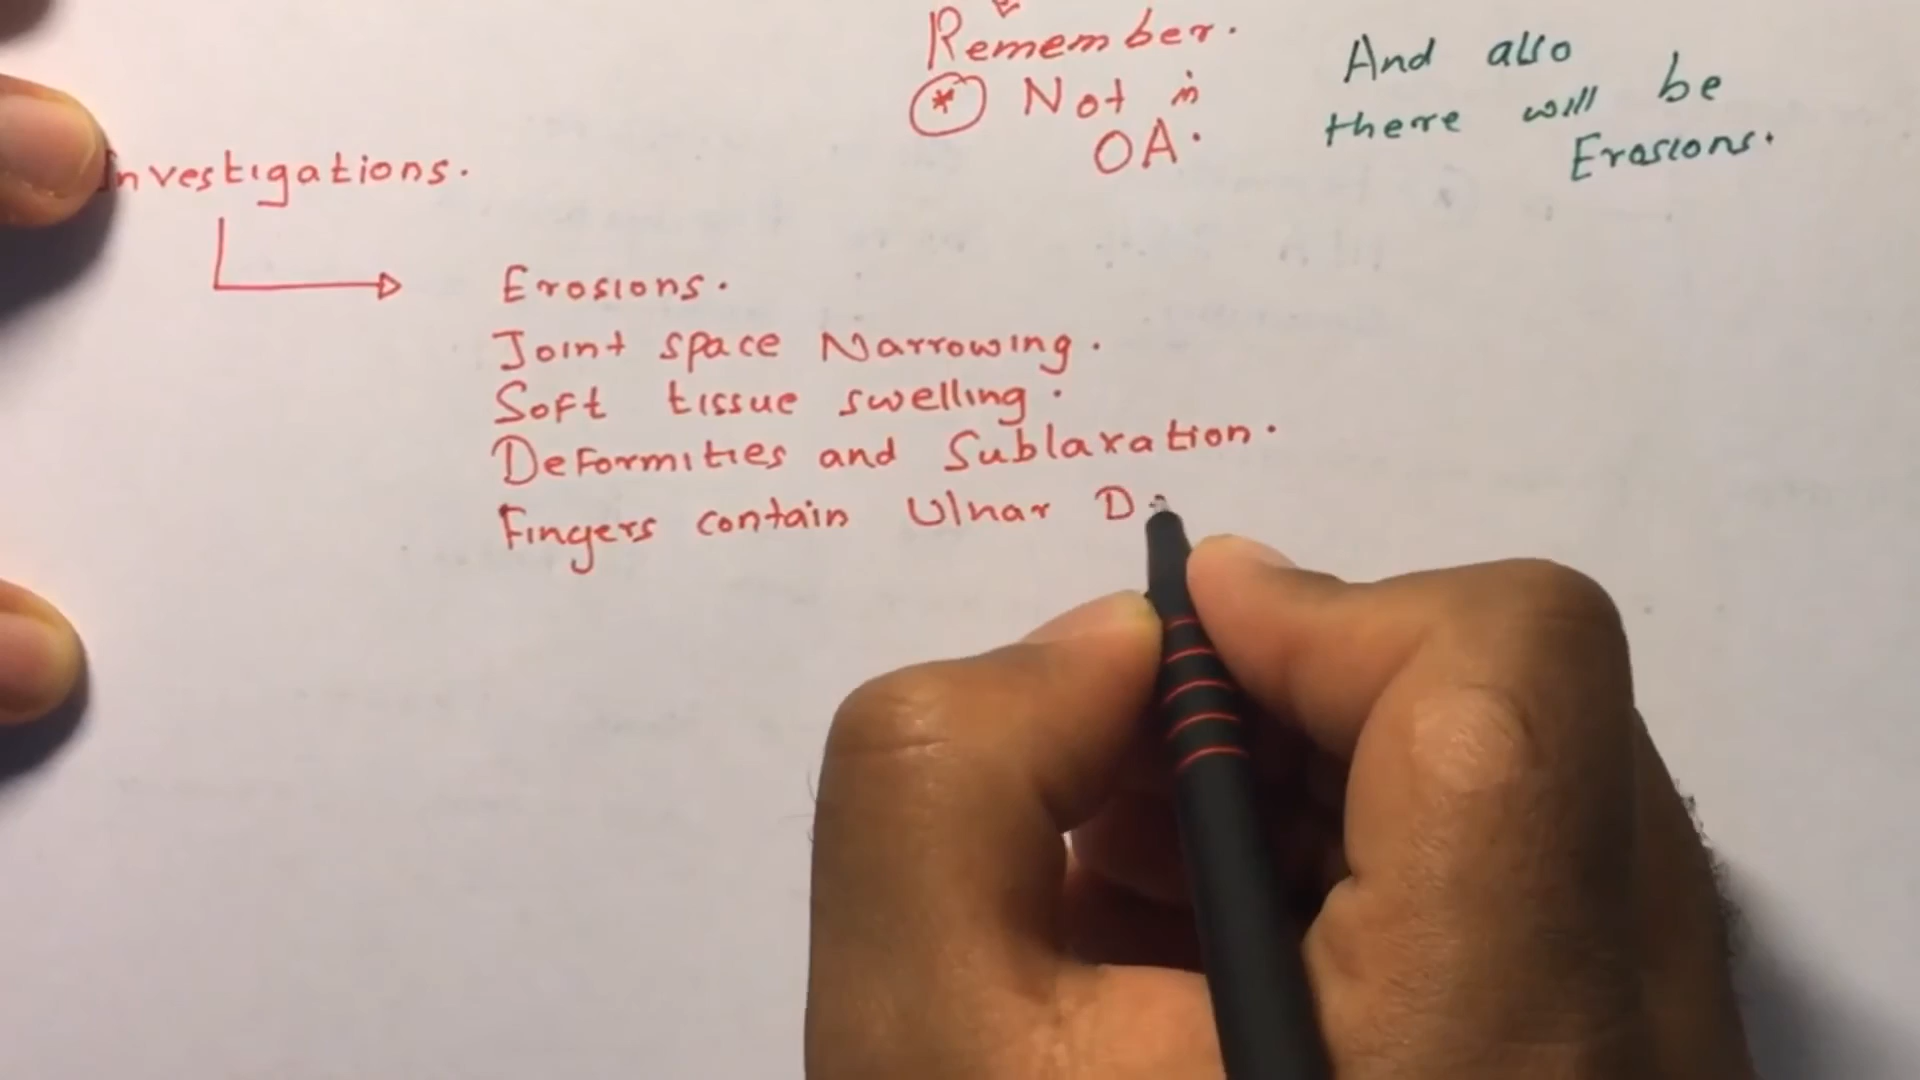 Remember.
* Not in
OA.
And also
there will be
Erosions.
Investigations.
Erosions.
Joint space Narrowing.
Soft tissue swelling.
Deformities and Sublaxation.
Fingers contain Ulnar D